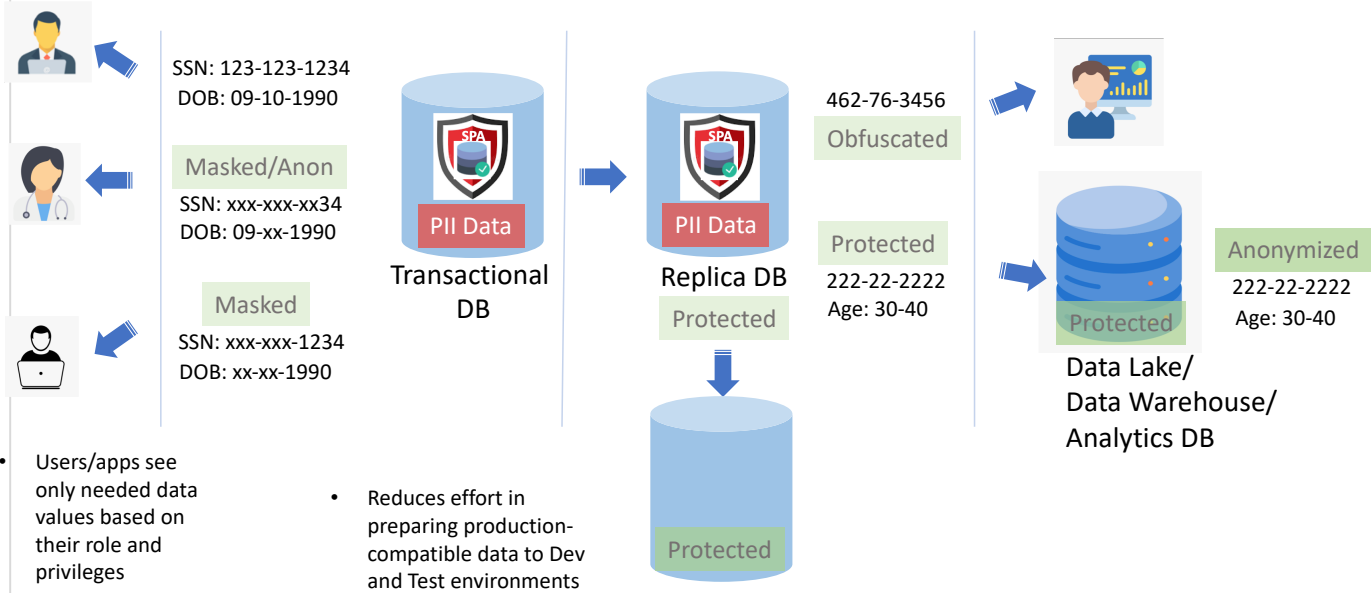 SSN: 123-123-1234
DOB: 09-10-1990
Masked/Anon
SSN: xxx-xxx-xx34
DOB: 09-xx-1990
Masked
SSN: xxx-xxx-1234
DOB: xx-xx-1990
• Users/apps see
only needed data
values based on
their role and
privileges
SPA
PII Data
Transactional
DB
• Reduces effort in
preparing production-
compatible data to Dev
and Test environments
SPA
PII Data
Replica DB
Protected
Protected
462-76-3456
Obfuscated
Protected
222-22-2222
Age: 30-40
Protected
Data Lake/
Data Warehouse/
Analytics DB
Anonymized
222-22-2222
Age: 30-40